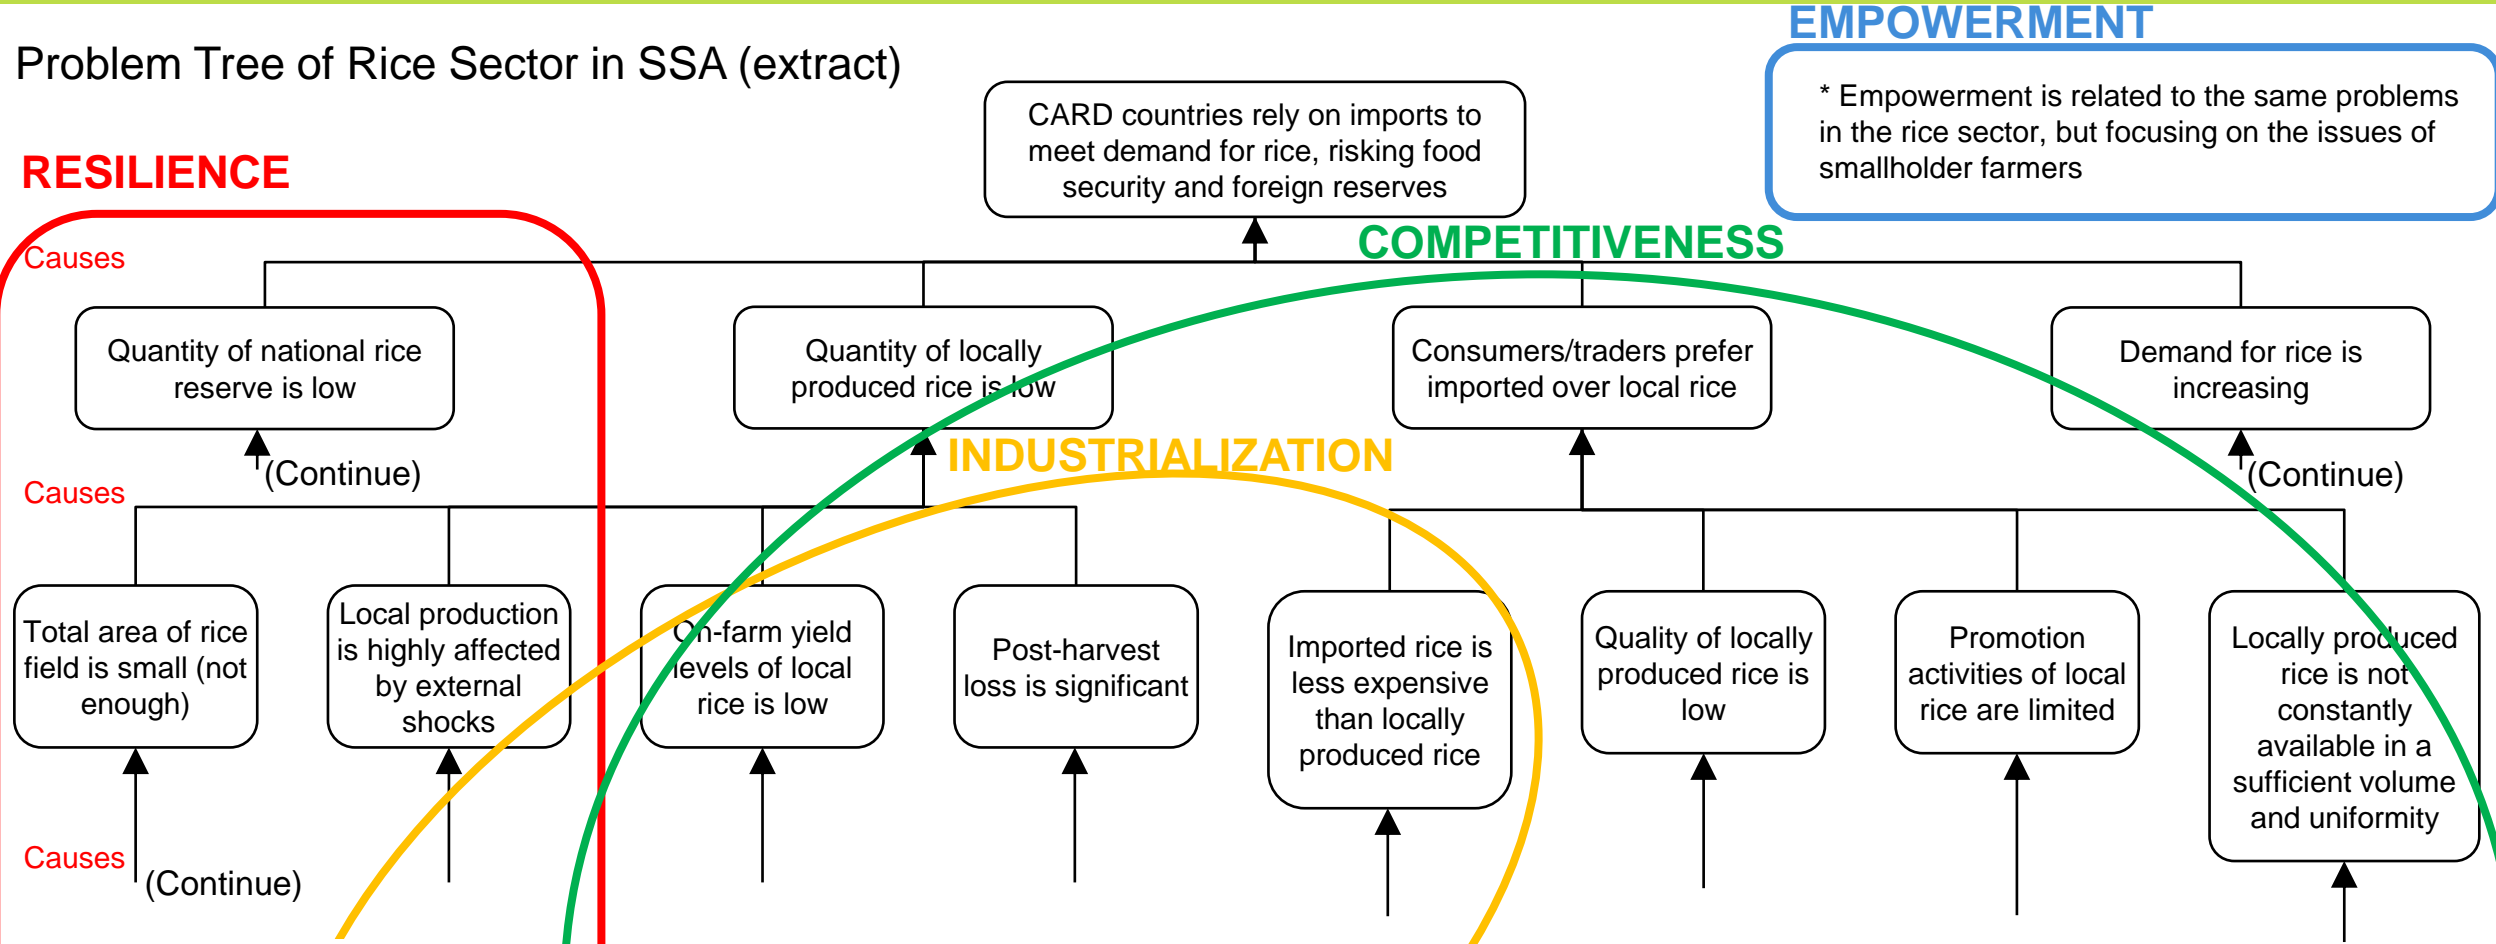 EMPOWERMENT
Problem Tree of Rice Sector in SSA (extract)
* Empowerment is related to the same problems
in the rice sector, but focusing on the issues of
smallholder farmers
CARD countries rely on imports to
meet demand for rice, risking food
security and foreign reserves
RESILIENCE
COMPETITIVENESS
Causes
Quantity of national rice
reserve is low
Quantity of locally
produced rice is low
Consumers/traders prefer
imported over local rice
Demand for rice is
increasing
INDUSTRIALIZATION
(Continue)
(Continue)
Causes
Total area of rice
field is small (not
enough)
Local production
is highly affected
by external
shocks
On-farm yield
levels of local
rice is low
Post-harvest
loss is significant
Imported rice is
less expensive
than locally
produced rice
Quality of locally
produced rice is
low
Promotion
activities of local
rice are limited
Locally produced
rice is not
constantly
available in a
sufficient volume
and uniformity
Causes
(Continue)